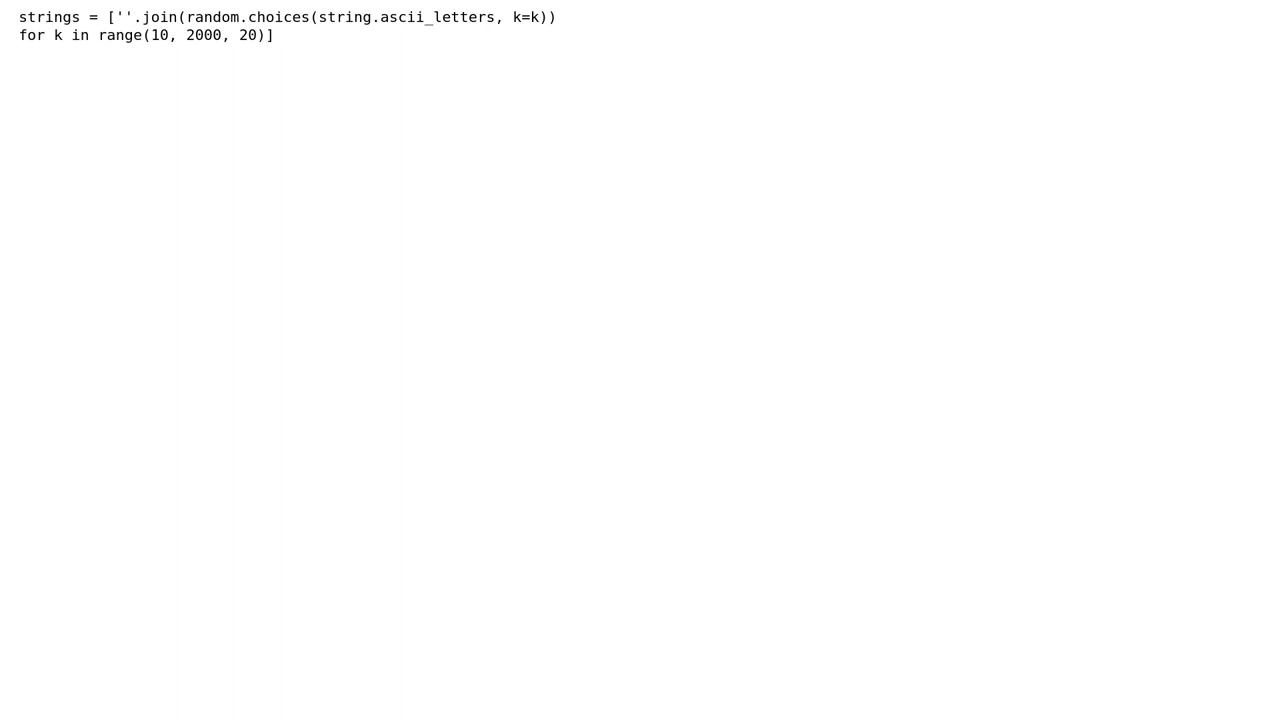 strings = [''.join(random.choices(string.ascii_letters, k=k))
for k in range(10, 2000, 20)]